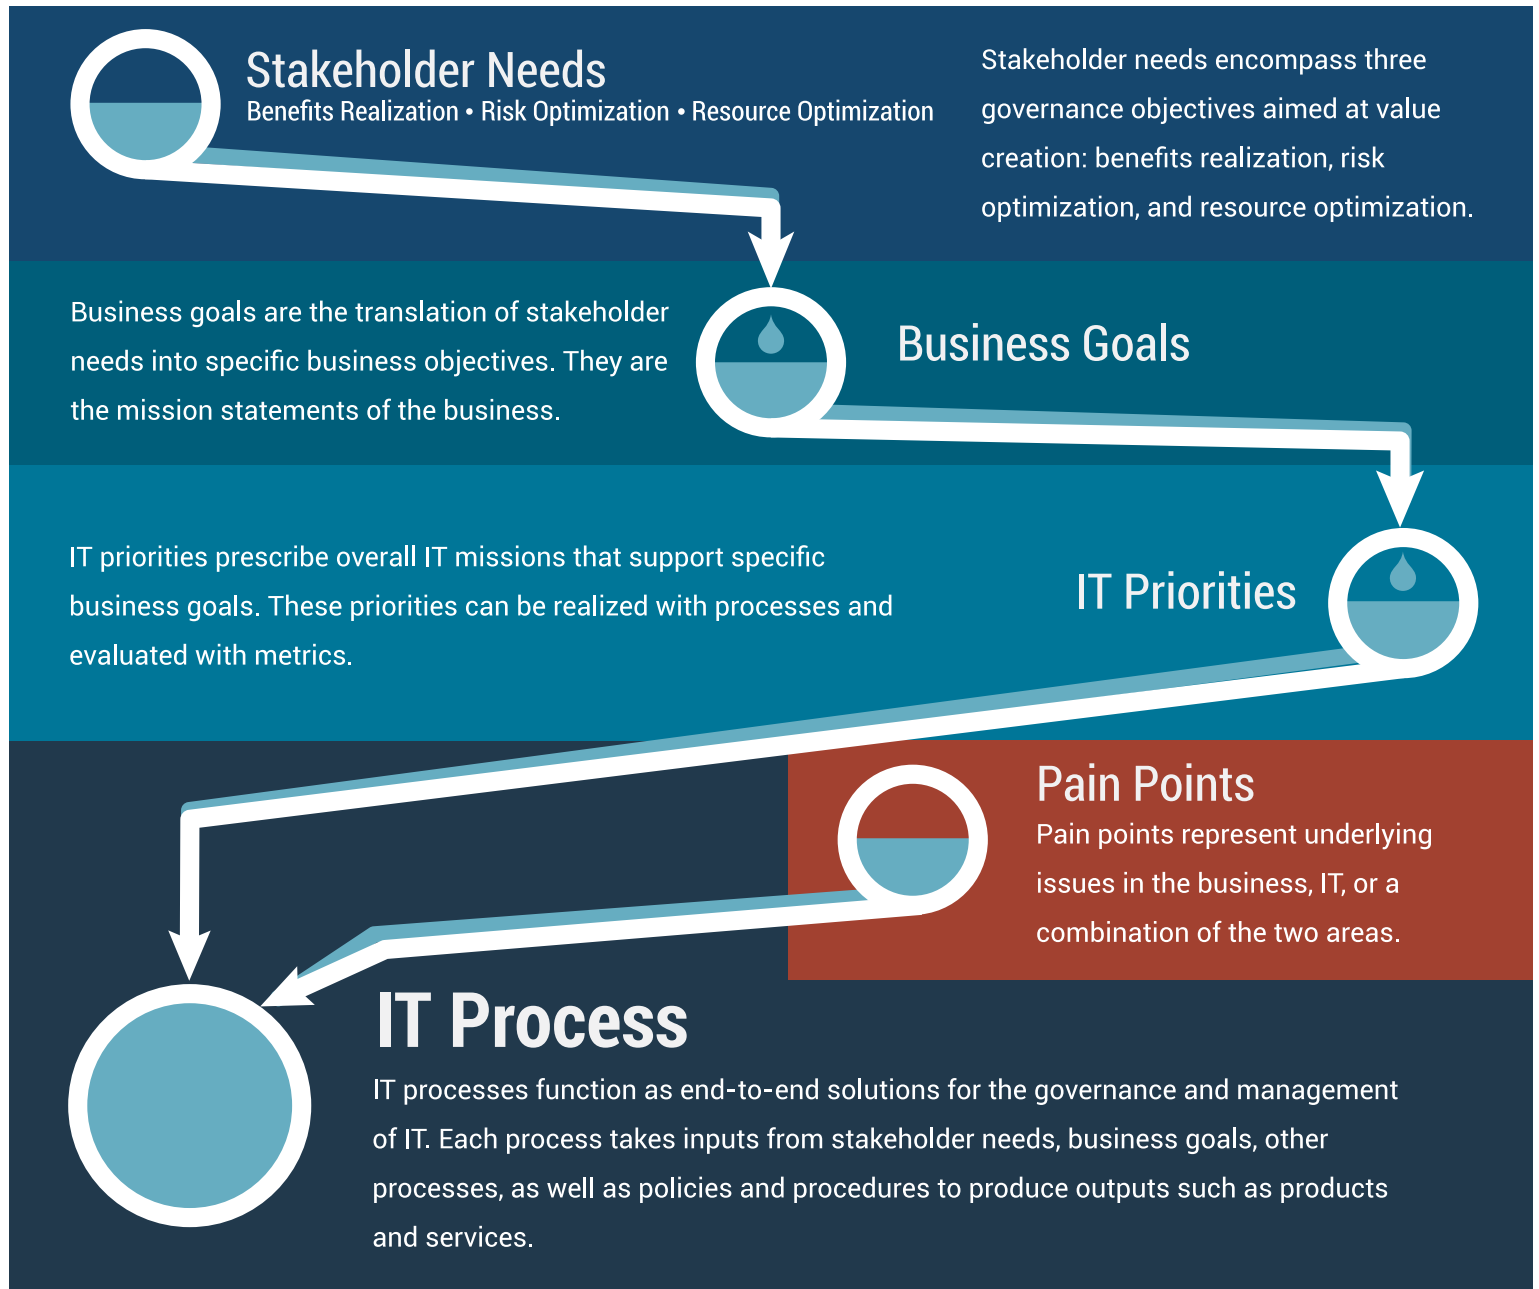 Stakeholder Needs
Benefits Realization • Risk Optimization • Resource Optimization
Stakeholder needs encompass three
governance objectives aimed at value
creation: benefits realization, risk
optimization, and resource optimization.
Business goals are the translation of stakeholder
needs into specific business objectives. They are
the mission statements of the business.
Business Goals
IT priorities prescribe overall IT missions that support specific
business goals. These priorities can be realized with processes and
evaluated with metrics.
IT Priorities
Pain Points
Pain points represent underlying
issues in the business, IT, or a
combination of the two areas.
IT Process
IT processes function as end-to-end solutions for the governance and management
of IT. Each process takes inputs from stakeholder needs, business goals, other
processes, as well as policies and procedures to produce outputs such as products
and services.